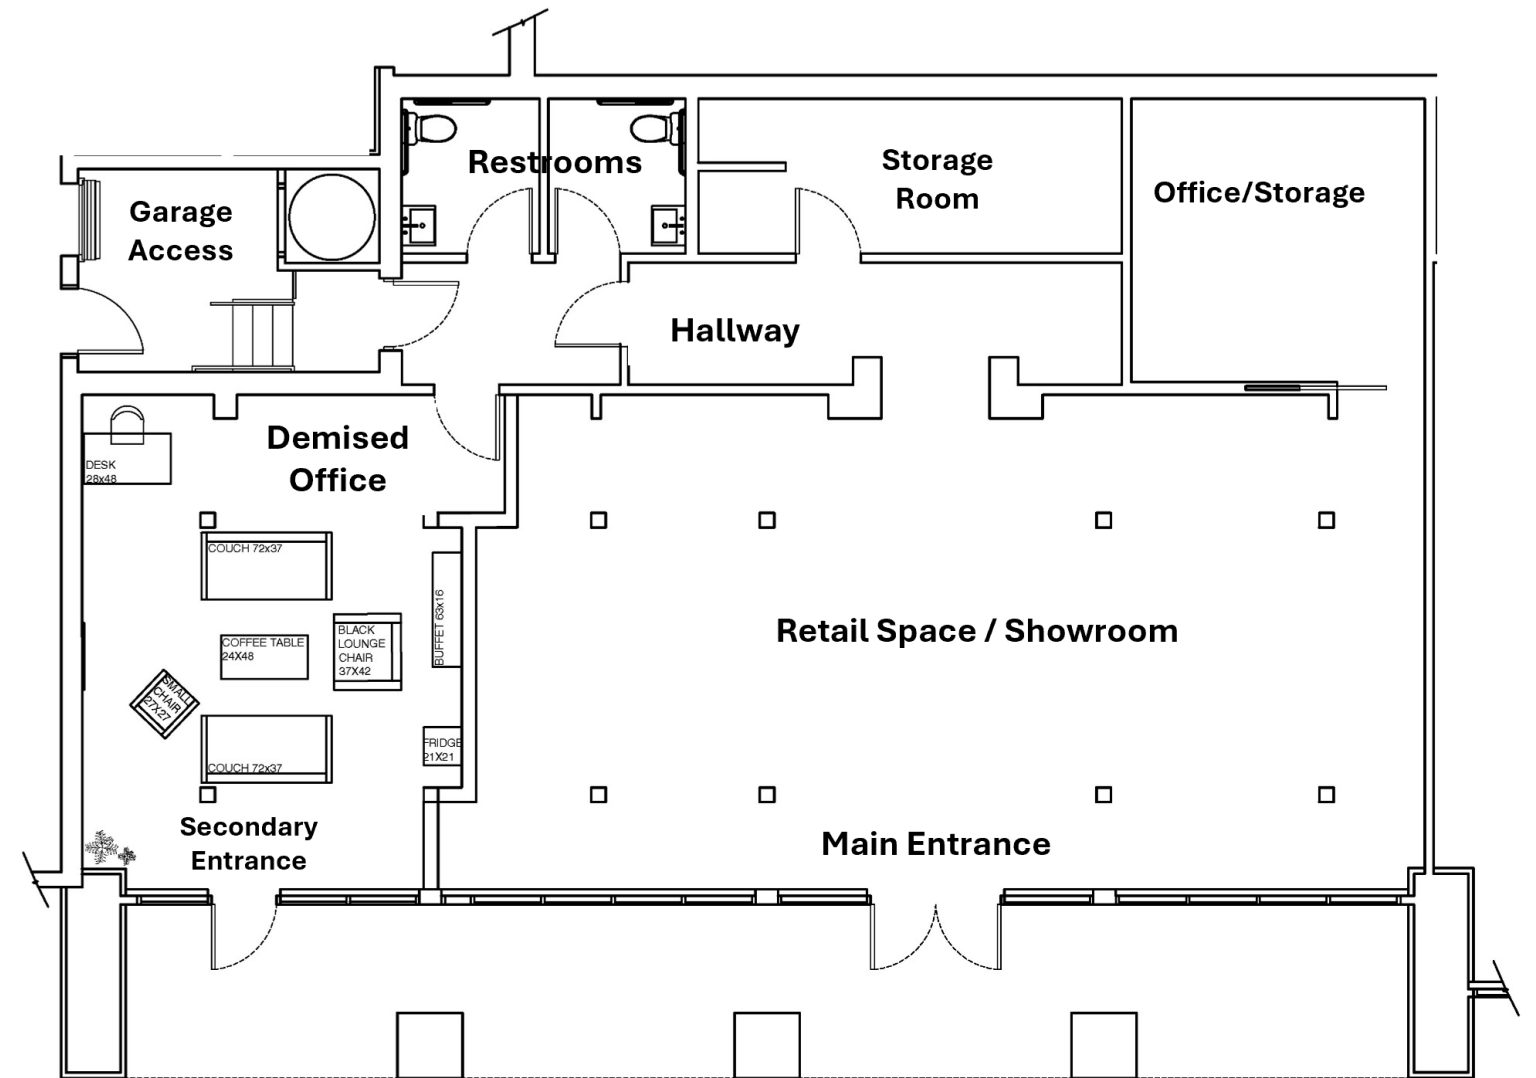 Restrooms
Storage
Room
Office/Storage
Garage
Access
Hallway
Demised
Office
DESK
28x48
COUCH 72x37
COFFEE TABLE
24X48
BLACK
LOUNGE
CHAIR
37X42
BUFFET 63x16
SMALL
CHAIR
27X27
FRIDGE
21X21
COUCH 72x37
Retail Space / Showroom
Secondary
Entrance
Main Entrance